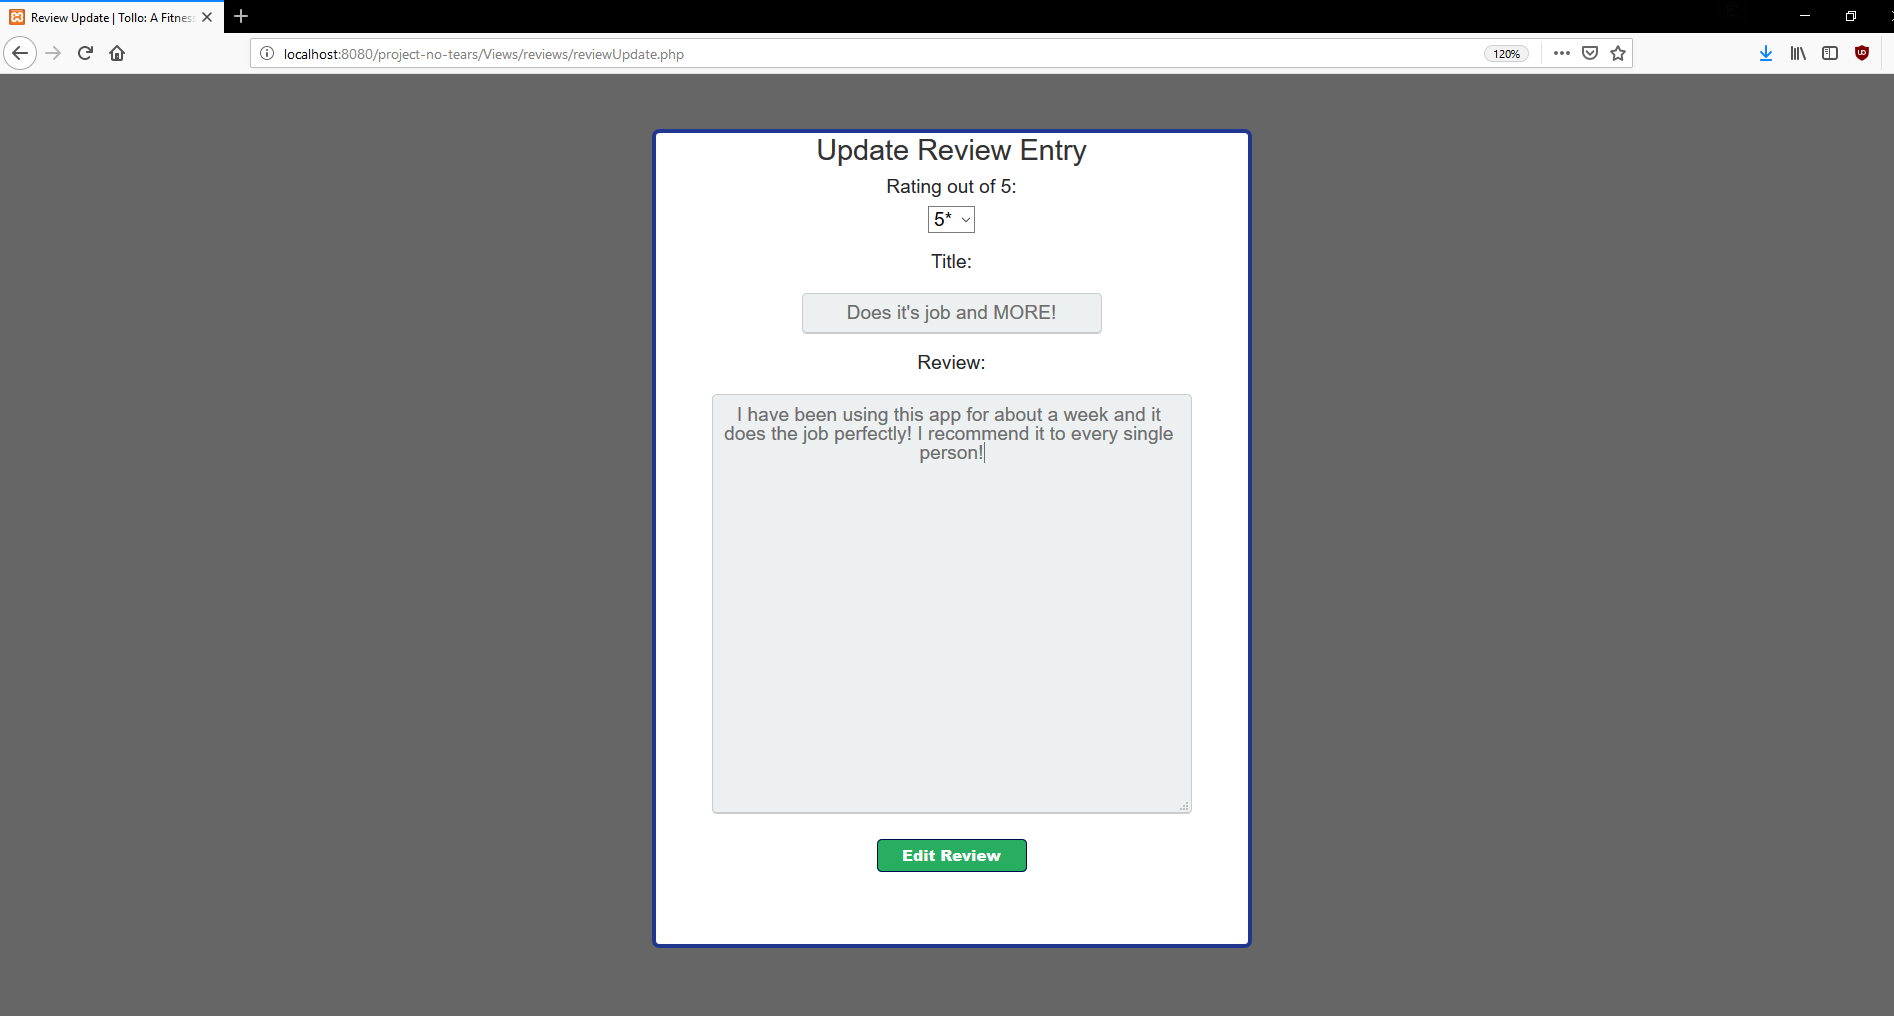 Review Update | Tollo: A Fitnes
localhost:8080/project-no-tears/Views/reviews/reviewUpdate.php
120%
Update Review Entry
Rating out of 5:
5*
Title:
Does it's job and MORE!
Review:
I have been using this app for about a week and it
does the job perfectly! I recommend it to every single
person!
Edit Review